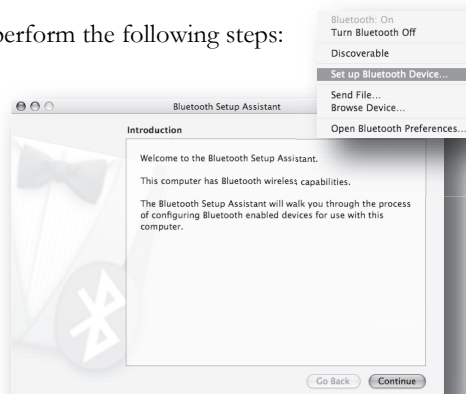 perform the following steps:
Bluetooth: On
Turn Bluetooth Off
Discoverable
Set up Bluetooth Device...
Send File...
Browse Device...
Open Bluetooth Preferences...
Bluetooth Setup Assistant
Introduction
Welcome to the Bluetooth Setup Assistant.
This computer has Bluetooth wireless capabilities.
The Bluetooth Setup Assistant will walk you through the process
of configuring Bluetooth enabled devices for use with this
computer.
Go Back
Continue